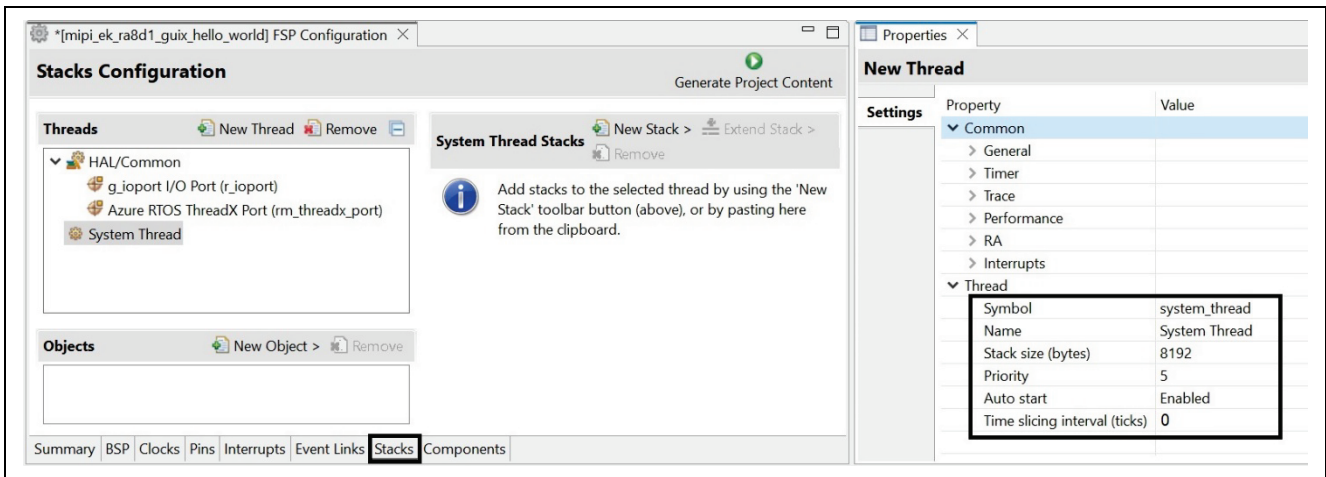 *[mipi_ek_ra8d1_guix_hello_world] FSP Configuration
Stacks Configuration
Generate Project Content
Threads
New Thread
Remove
HAL/Common
g_ioport I/O Port (r_ioport)
Azure RTOS ThreadX Port (rm_threadx_port)
System Thread
Objects
New Object >
Remove
System Thread Stacks
New Stack >
Extend Stack >
Remove
Add stacks to the selected thread by using the 'New
Stack' toolbar button (above), or by pasting here
from the clipboard.
Summary BSP Clocks Pins Interrupts Event Links Stacks Components
Properties
New Thread
Settings
Property Value
Common
> General
> Timer
> Trace
> Performance
> RA
> Interrupts
Thread
Symbol system_thread
Name System Thread
Stack size (bytes) 8192
Priority 5
Auto start Enabled
Time slicing interval (ticks) 0